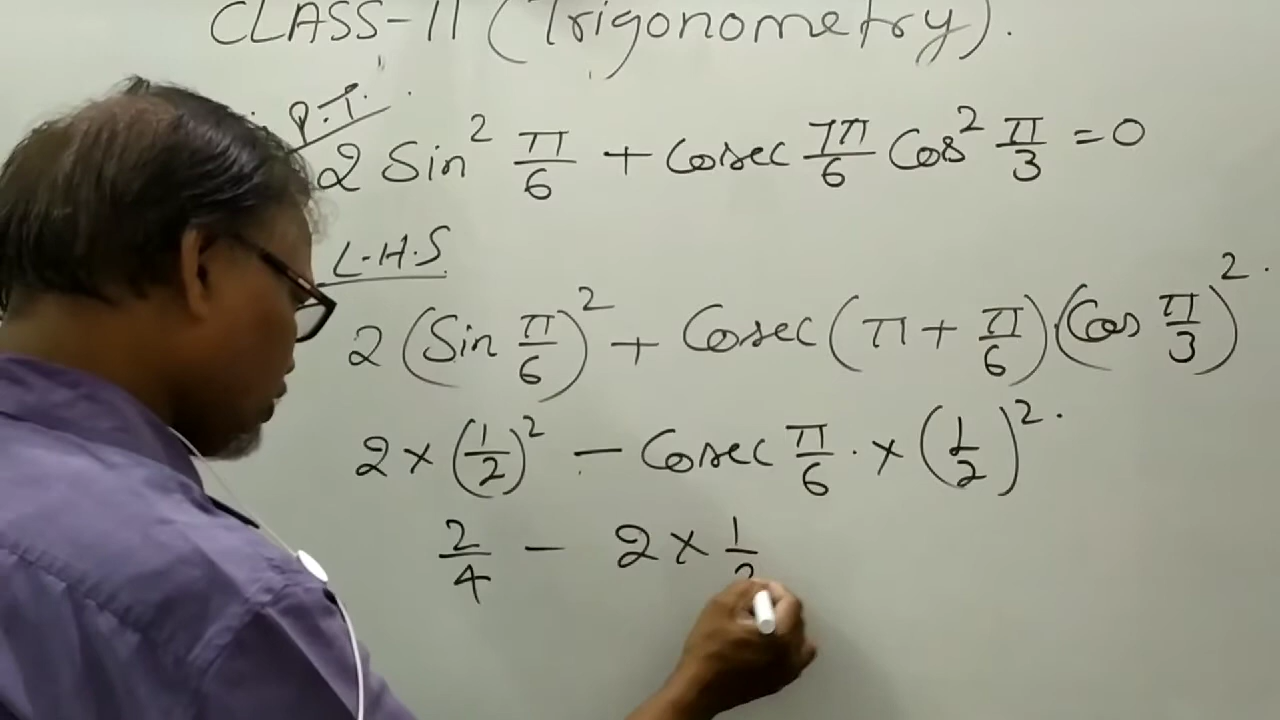 CLASS-11 (Trigonometry).
P.T.
2 Sin² π/6 + Cosec 7π/6 Cos² π/3 = 0
L.H.S
2 (Sin π/6)² + Cosec (π + π/6) (Cos π/3)².
2 × (1/2)² − Cosec π/6 . × (1/2)².
2/4 − 2 × 1/